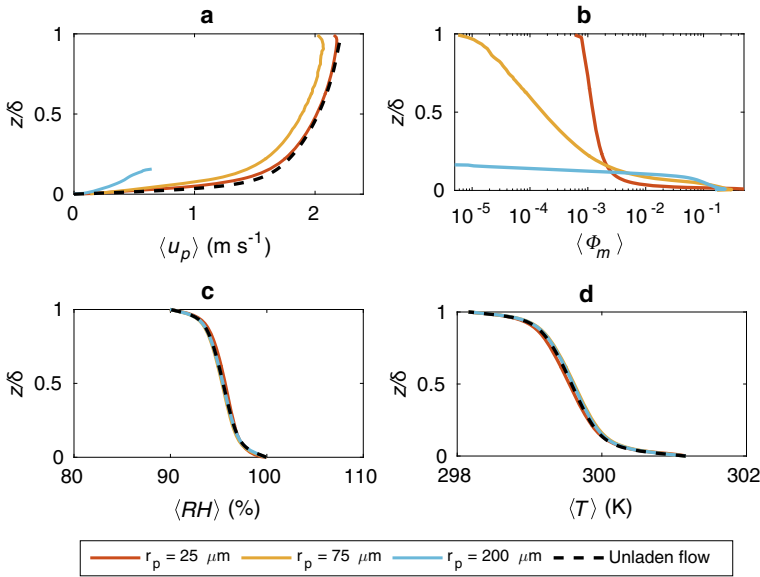 a
b
1
0.5
0
z/δ
0
1
2
⟨u_p⟩ (m s⁻¹)
1
0.5
0
z/δ
10⁻⁵
10⁻⁴
10⁻³
10⁻²
10⁻¹
⟨Φ_m⟩
c
d
1
0.5
0
z/δ
80
90
100
110
⟨RH⟩ (%)
1
0.5
0
z/δ
298
300
302
⟨T⟩ (K)
r_p = 25 μm
r_p = 75 μm
r_p = 200 μm
Unladen flow